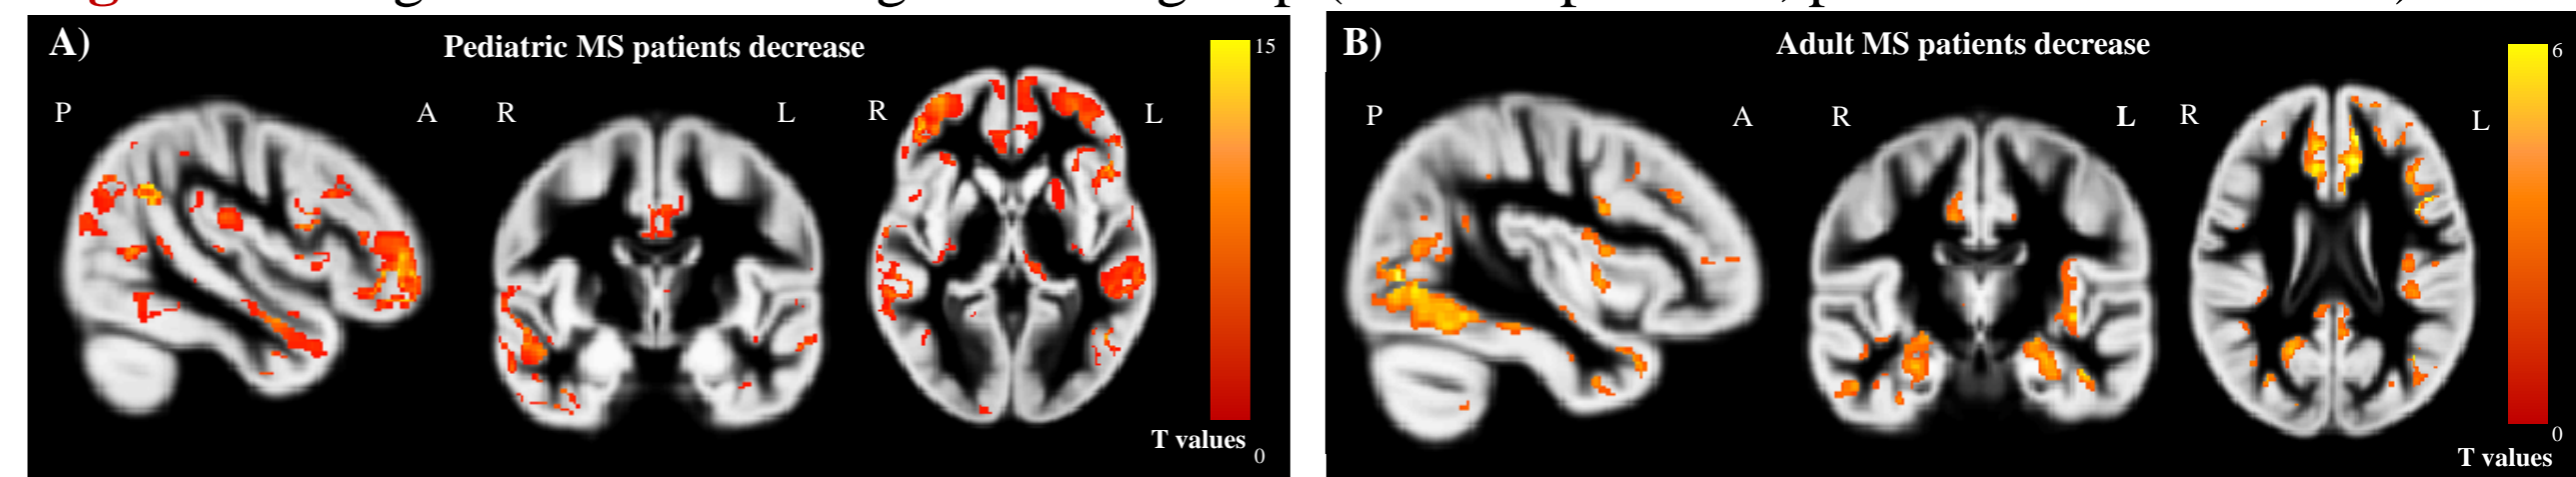 A)
Pediatric MS patients decrease
15
P
A
R
L
R
L
T values
0
B)
Adult MS patients decrease
6
P
A
R
L
R
L
0
T values